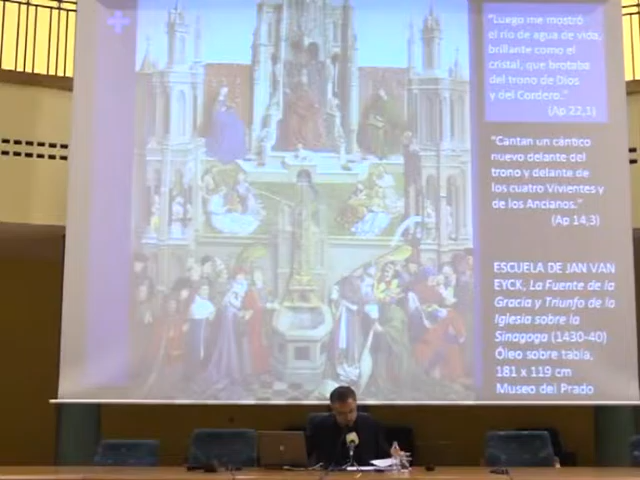 “Luego me mostró
el río de agua de vida,
brillante como el
cristal, que brotaba
del trono de Dios
y del Cordero.”
(Ap 22,1)
“Cantan un cántico
nuevo delante del
trono y delante de
los cuatro Vivientes y
de los Ancianos.”
(Ap 14,3)
ESCUELA DE JAN VAN
EYCK, La Fuente de la
Gracia y Triunfo de la
Iglesia sobre la
Sinagoga (1430-40)
Óleo sobre tabla,
181 x 119 cm
Museo del Prado